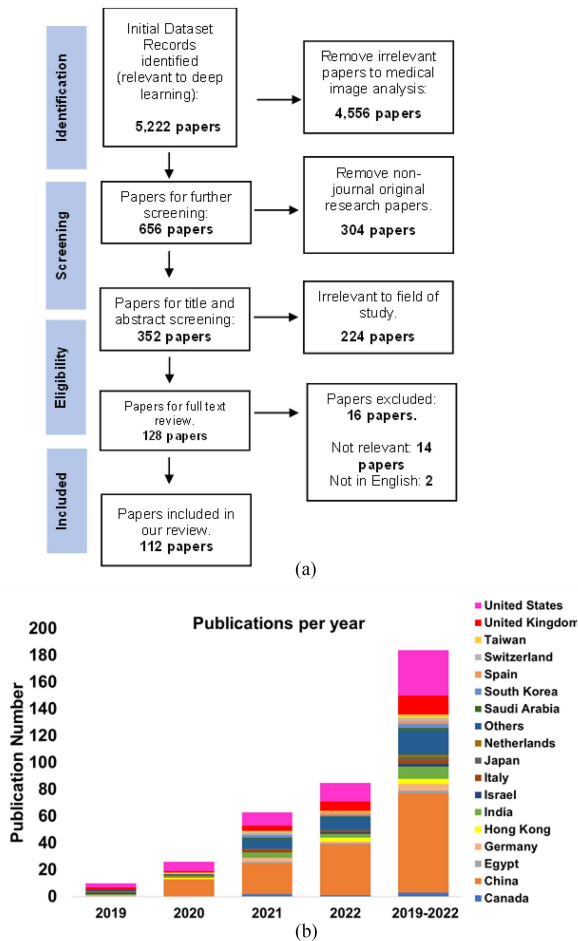 Identification
Initial Dataset
Records
identified
(relevant to deep
learning):
5,222 papers
Remove irrelevant
papers to medical
image analysis:
4,556 papers
Screening
Papers for further
screening:
656 papers
Remove non-
journal original
research papers.
304 papers
Papers for title and
abstract screening:
352 papers
Irrelevant to field of
study.
224 papers
Eligibility
Papers for full text
review.
128 papers
Papers excluded:
16 papers.
Not relevant: 14
papers
Not in English: 2
Included
Papers included in
our review.
112 papers
(a)
Publications per year
Publication Number
200
180
160
140
120
100
80
60
40
20
0
2019
2020
2021
2022
2019-2022
United States
United Kingdom
Taiwan
Switzerland
Spain
South Korea
Saudi Arabia
Others
Netherlands
Japan
Italy
Israel
India
Hong Kong
Germany
Egypt
China
Canada
(b)